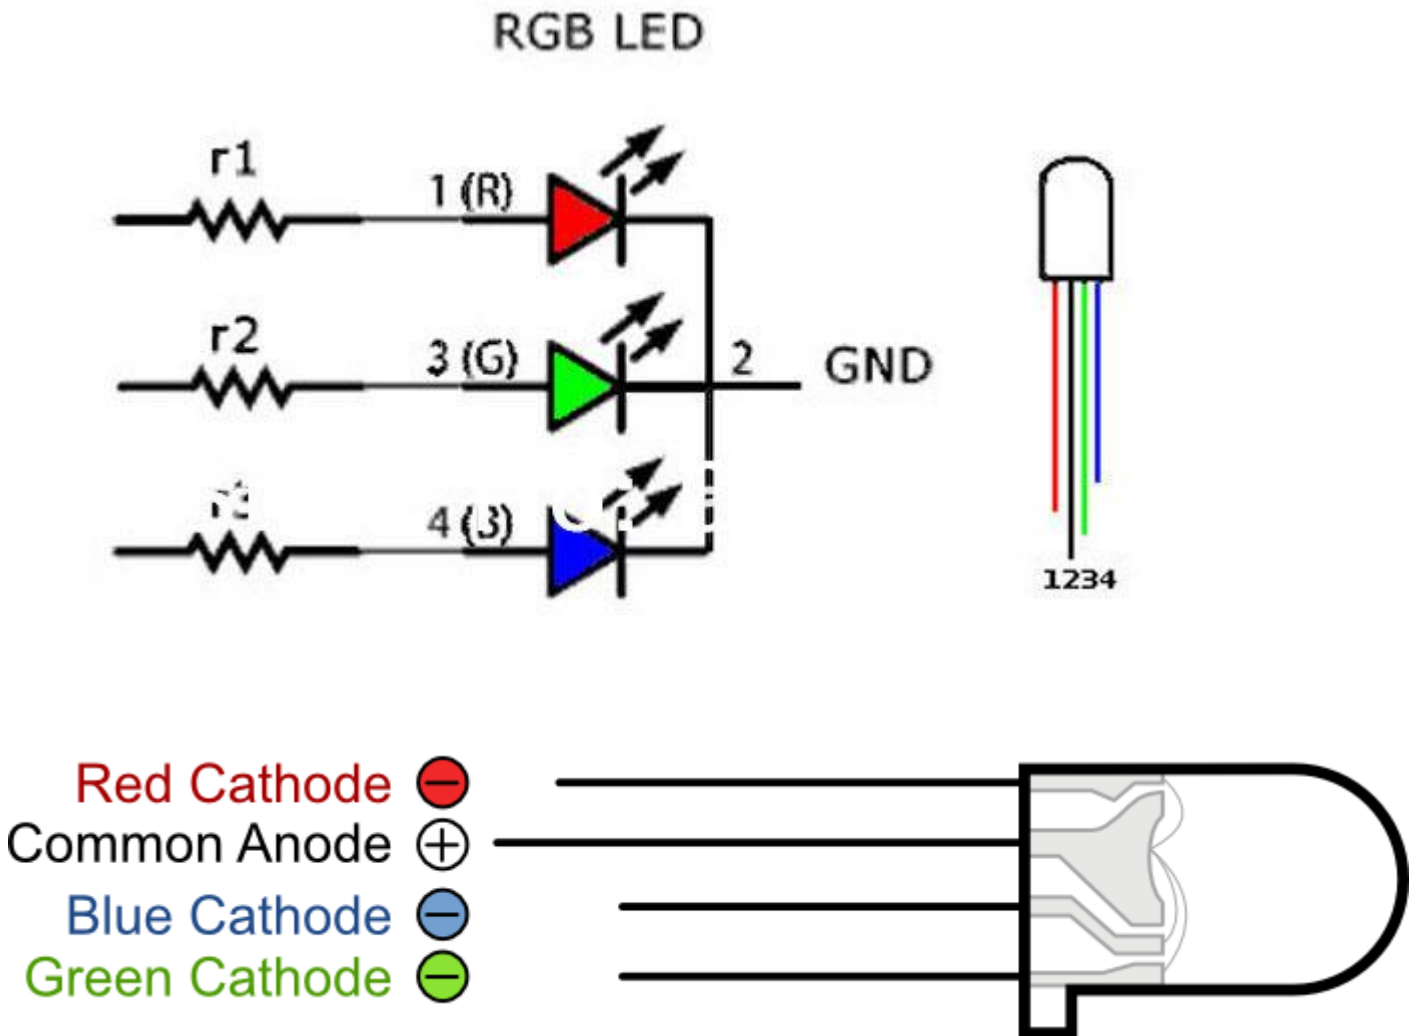 RGB LED
r1
1 (R)
r2
3 (G)
2
GND
4
1234
Red Cathode
Common Anode
Blue Cathode
Green Cathode